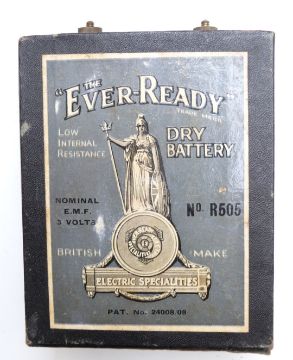 THE
"EVER-READY"
TRADE MARK
LOW
INTERNAL
RESISTANCE
DRY
BATTERY
NOMINAL
E.M.F.
3 VOLTS
No. R505
BRITISH MAKE
ELECTRIC SPECIALITIES
PAT. No. 24008.08